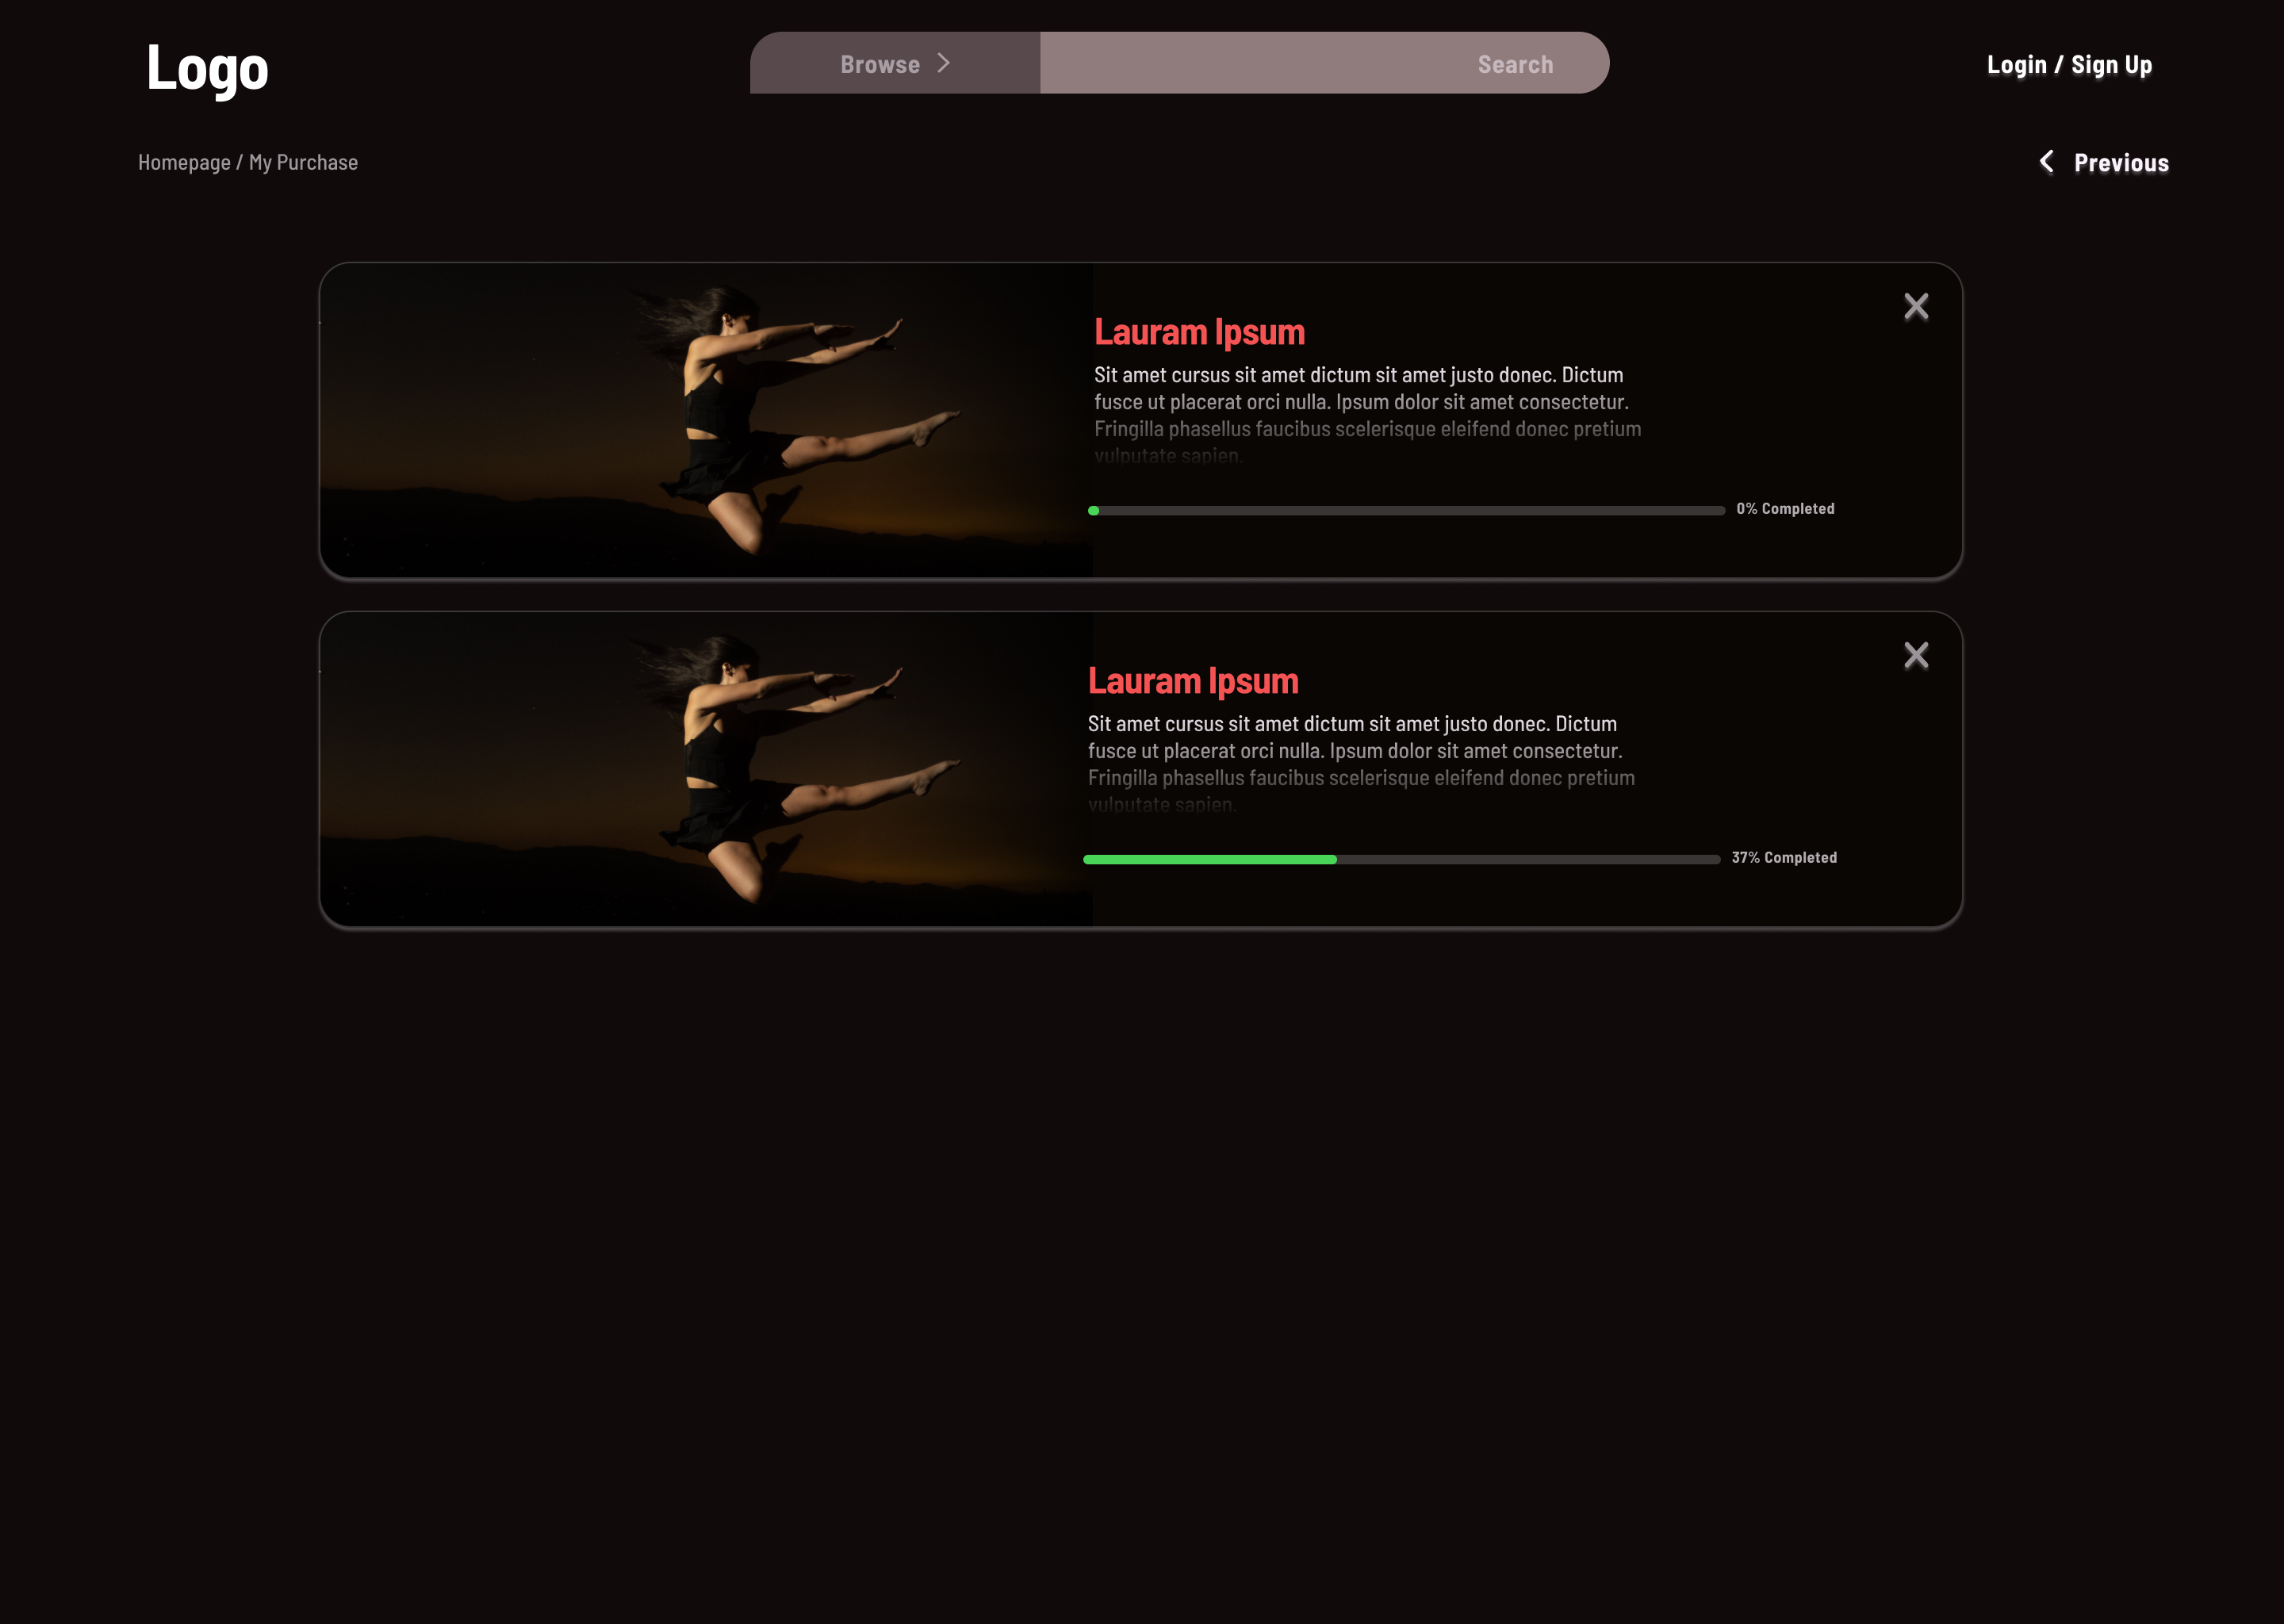 Logo
Browse
Search
Login / Sign Up
Homepage / My Purchase
Previous
Lauram Ipsum
Sit amet cursus sit amet dictum sit amet justo donec. Dictum
fusce ut placerat orci nulla. Ipsum dolor sit amet consectetur.
Fringilla phasellus faucibus scelerisque eleifend donec pretium
vulputate sapien.
0% Completed
Lauram Ipsum
Sit amet cursus sit amet dictum sit amet justo donec. Dictum
fusce ut placerat orci nulla. Ipsum dolor sit amet consectetur.
Fringilla phasellus faucibus scelerisque eleifend donec pretium
vulputate sapien.
37% Completed